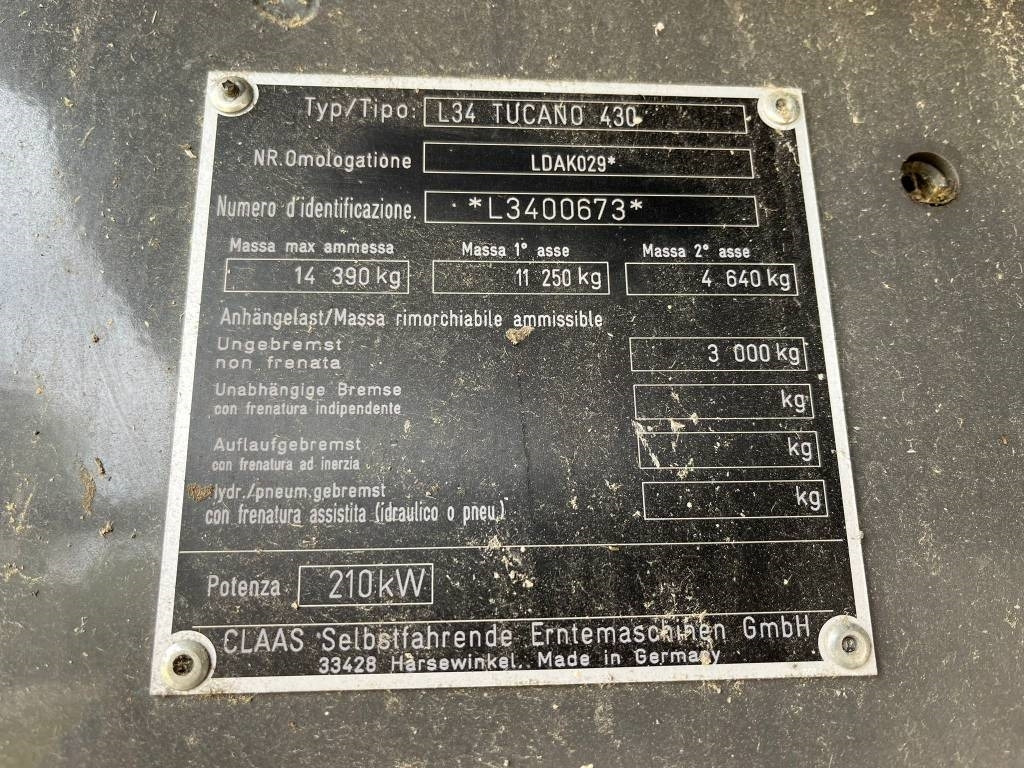 Typ/Tipo: L34 TUCANO 430
NR.Omologatione LDAK029*
Numero d'identificazione. *L3400673*
Massa max ammessa Massa 1° asse Massa 2° asse
14 390 kg 11 250 kg 4 640 kg
Anhängelast/Massa rimorchiabile ammissible
Ungebremst
non frenata 3 000 kg
Unabhängige Bremse
con frenatura indipendente kg
Auflaufgebremst
con frenatura ad inerzia kg
Hydr./pneum.gebremst
con frenatura assistita (idraulico o pneu.) kg
Potenza 210 kW
CLAAS Selbstfahrende Erntemaschinen GmbH
33428 Harsewinkel. Made in Germany